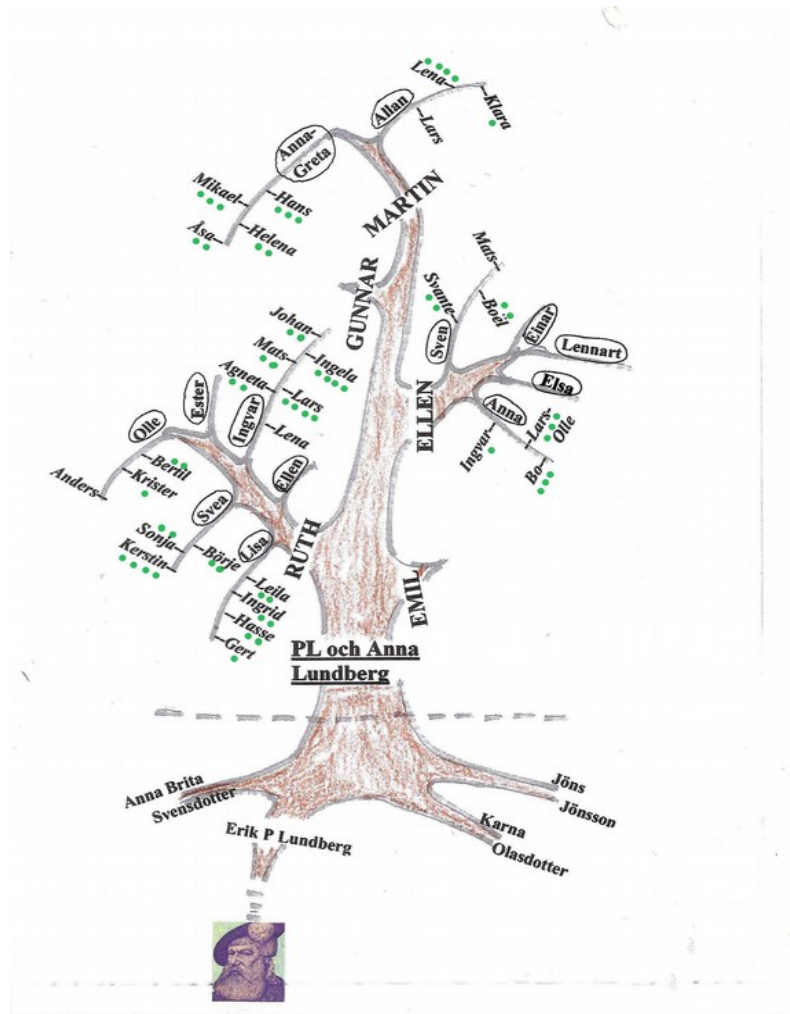 Lena
Klara
Allan
Lars
Anna-
Greta
Mikael
Hans
MARTIN
Åsa
Helena
Mats
GUNNAR
Svante
Boël
Einar
Johan
Sven
Lennart
Mats
Ingela
Elsa
Agneta
ELLEN
Anna
Lars
Lars-
Olle
Ester
Ingvar
Olle
Lena
Ingvar
Bo
Bertil
Ellen
Anders
Krister
Svea
RUTH
Sonja
Börje
Lisa
Kerstin
EMIL
Leila
Ingrid
Hasse
Gert
PL och Anna
Lundberg
Anna Brita
Svensdotter
Jöns
Jönsson
Erik P Lundberg
Karna
Olasdotter